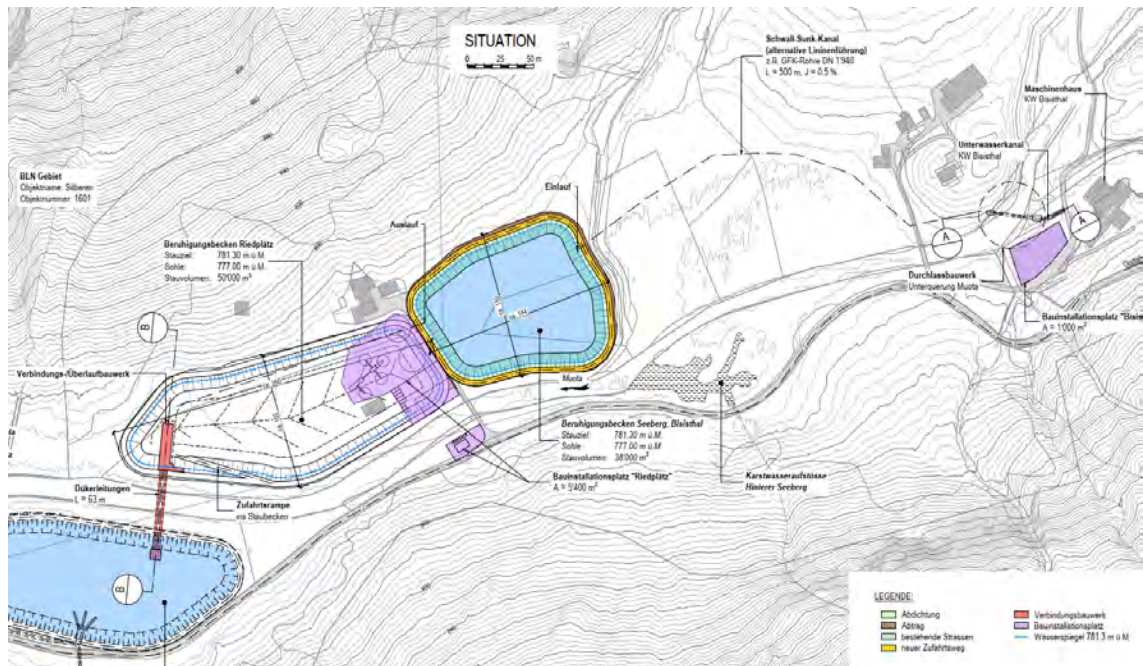 SITUATION
0 25 50 m
Schwall-Sunk-Kanal
(alternative Lininenführung)
z.B. GFK-Rohre DN 1940
L = 500 m, J = 0.5 %
Maschinenhaus
KW Bisisthal
Unterwasserkanal
KW Bisisthal
BLN Gebiet
Objektname: Silberen
Objektnummer: 1601
Einlauf
Auslauf
Beruhigungsbecken Riedplätz
Stauziel: 781.30 m ü.M.
Sohle: 777.00 m ü.M.
Stauvolumen: 50'000 m³
A
A
Durchlassbauwerk
Unterquerung Muota
Bauinstallationsplatz "Bisis
A = 1'000 m²
B
Verbindungs-/Überlaufbauwerk
Muota
Beruhigungsbecken Seeberg, Bisisthal
Stauziel: 781.30 m ü.M.
Sohle: 777.00 m ü.M.
Stauvolumen: 38'000 m³
Karstwasseraufstösse
Hinterer Seeberg
Bauinstallationsplatz "Riedplätz"
A = 5'400 m²
Dükerleitungen
L = 63 m
Zufahrtsrampe
ins Staubecken
B
LEGENDE:
Abdichtung
Abtrag
bestehende Strassen
neuer Zufahrtsweg
Verbindungsbauwerk
Bauinstallationsplatz
Wasserspiegel 781.3 m ü.M.